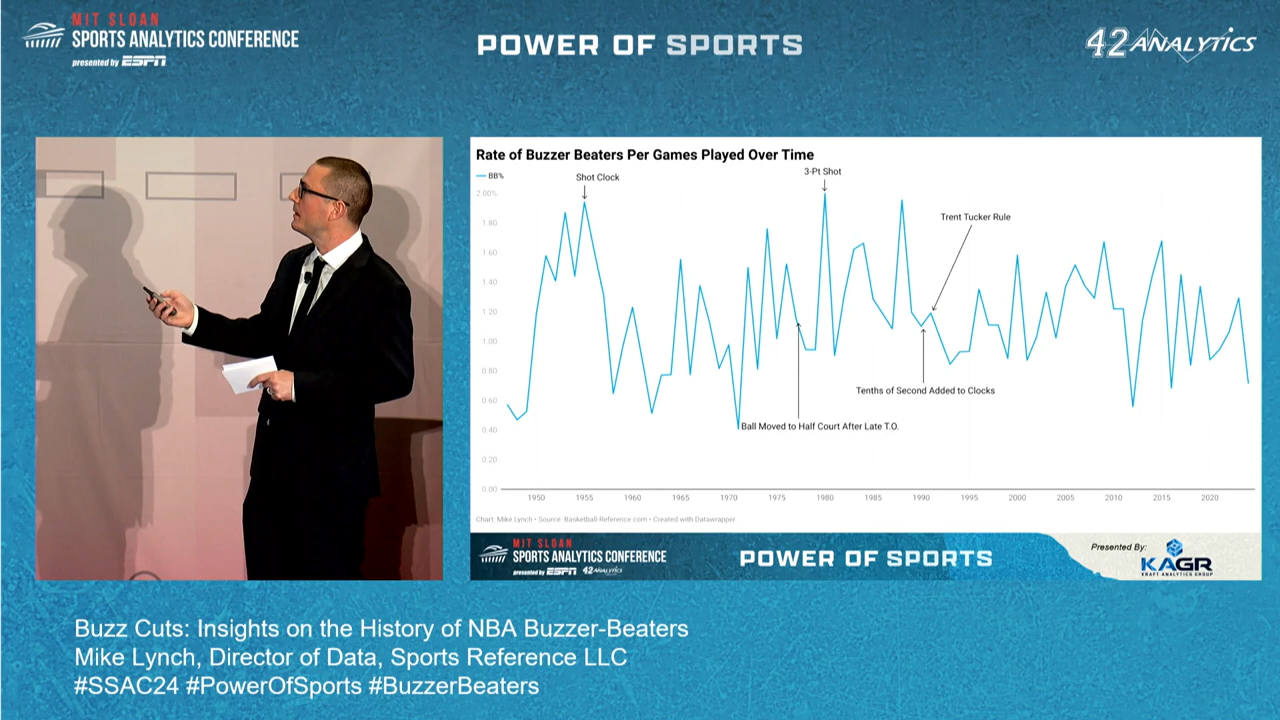 MIT SLOAN
SPORTS ANALYTICS CONFERENCE
presented by ESPN
POWER OF SPORTS
42 ANALYTICS
Rate of Buzzer Beaters Per Games Played Over Time
BB%
Shot Clock
3-Pt Shot
Trent Tucker Rule
Tenths of Second Added to Clocks
Ball Moved to Half Court After Late T.O.
2.00%
1.80
1.60
1.40
1.20
1.00
0.80
0.60
0.40
0.20
0.00
1950 1955 1960 1965 1970 1975 1980 1985 1990 1995 2000 2005 2010 2015 2020
Chart: Mike Lynch • Source: Basketball-Reference.com • Created with Datawrapper
MIT SLOAN
SPORTS ANALYTICS CONFERENCE
presented by ESPN 42 ANALYTICS
POWER OF SPORTS
Presented By:
KAGR
KRAFT ANALYTICS GROUP
Buzz Cuts: Insights on the History of NBA Buzzer-Beaters
Mike Lynch, Director of Data, Sports Reference LLC
#SSAC24 #PowerOfSports #BuzzerBeaters